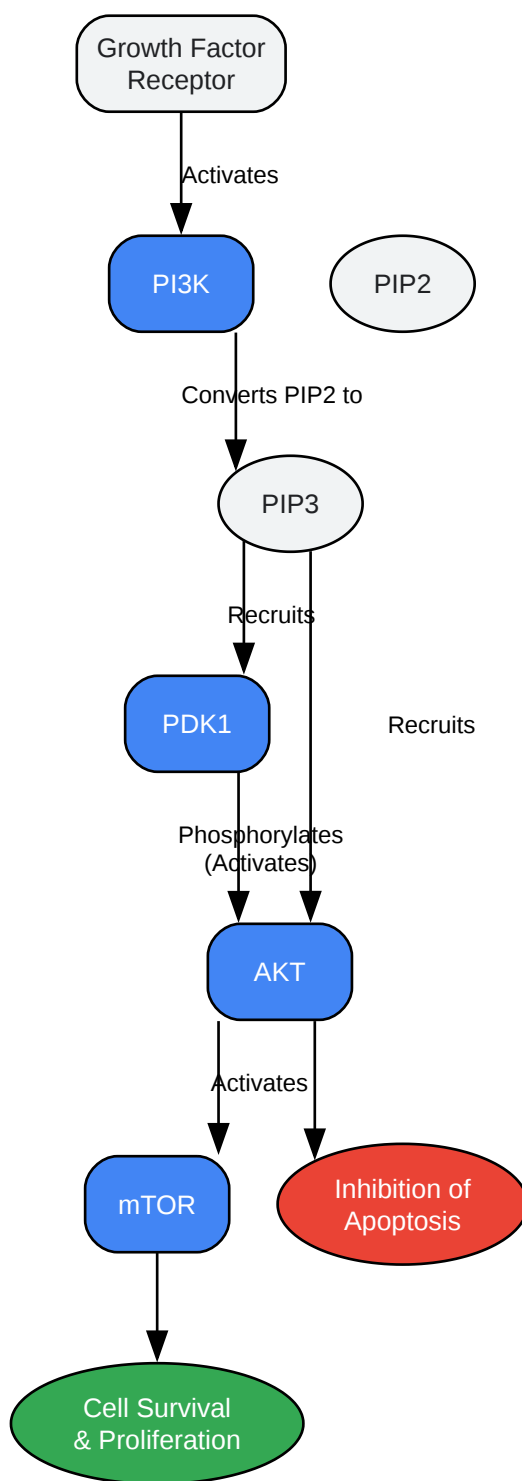 Growth Factor
Receptor
Activates
PI3K
PIP2
Converts PIP2 to
PIP3
Recruits
PDK1
Recruits
Phosphorylates
(Activates)
AKT
Activates
mTOR
Inhibition of
Apoptosis
Cell Survival
& Proliferation